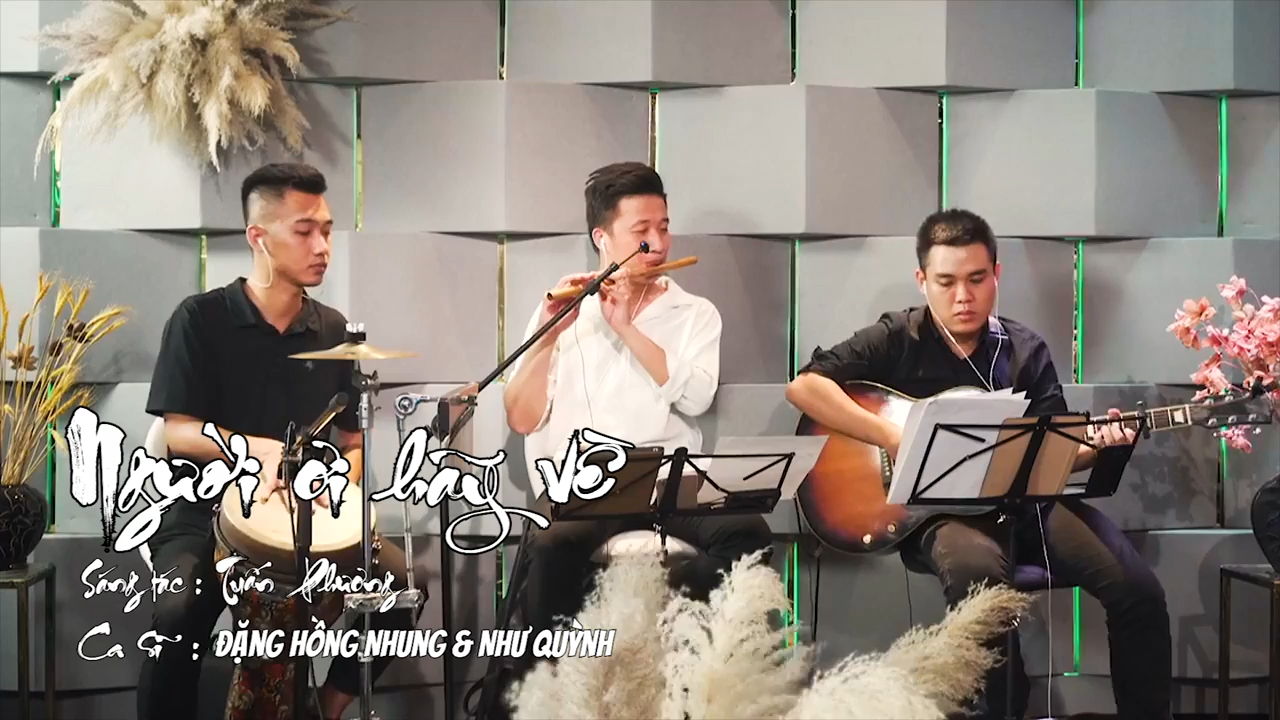 Người ơi hãy về
Sáng tác : Tuấn Phương
Ca sĩ : ĐẶNG HỒNG NHUNG & NHƯ QUỲNH